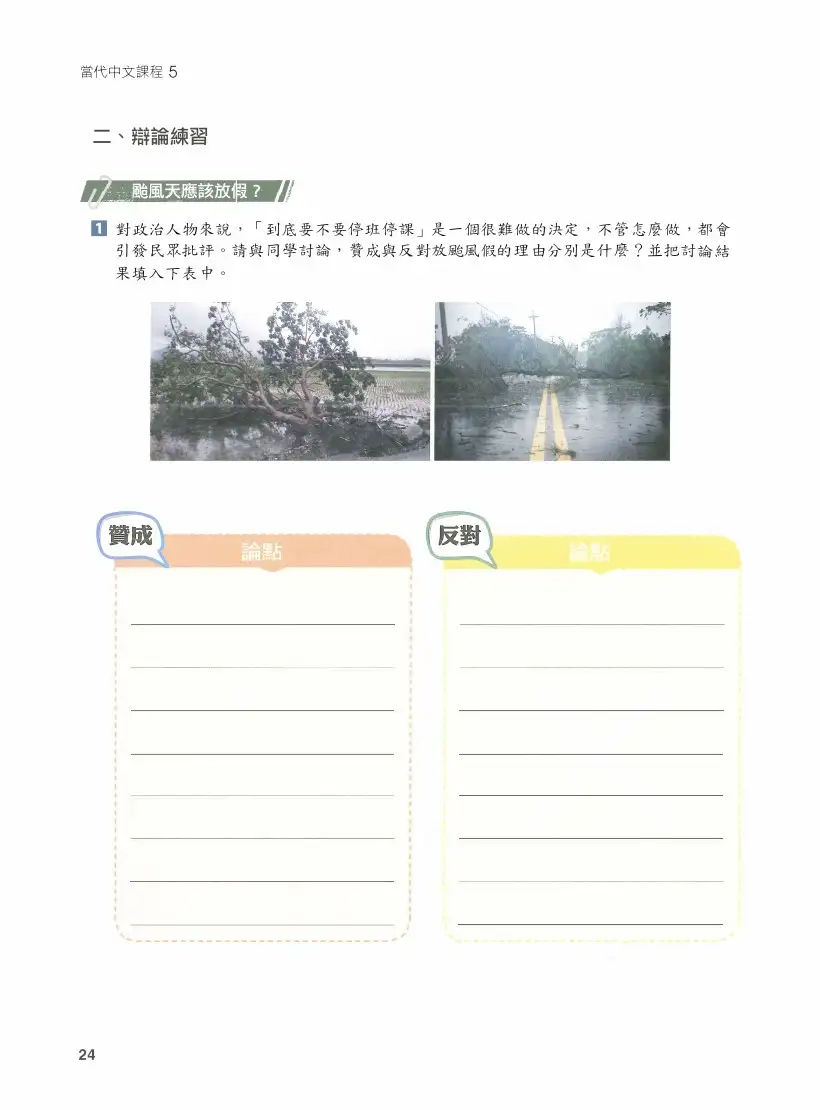 當代中文課程 5
二、辯論練習
颱風天應該放假?
1 對政治人物來說,「到底要不要停班停課」是一個很難做的決定,不管怎麼做,都會
引發民眾批評。請與同學討論,贊成與反對放颱風假的理由分別是什麼?並把討論結
果填入下表中。
贊成
論點
反對
論點
24